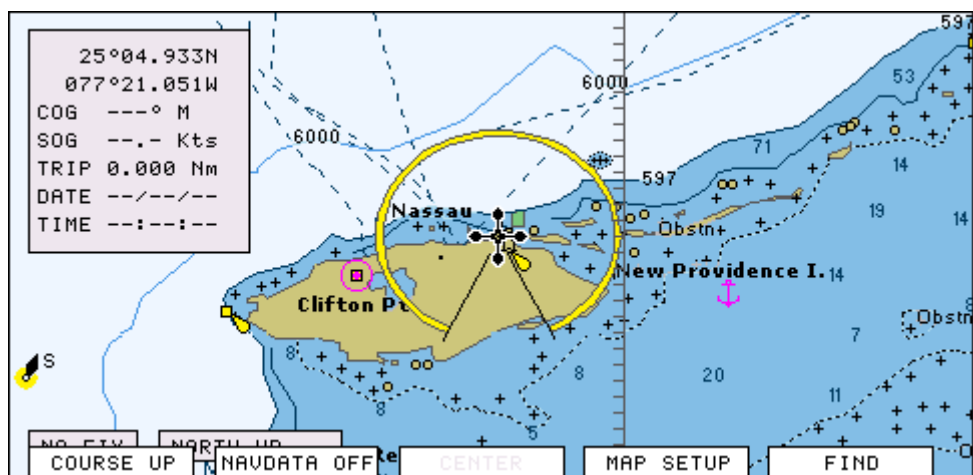 25°04.933N
077°21.051W
COG ---° M
SOG --.- Kts
TRIP 0.000 Nm
DATE --/--/--
TIME --:--:--
597
53
6000
6000
71
14
597
Nassau
19
14
Obstn
New Providence I.
14
Clifton Pt
8
Obstn
7
S
8
8
20
11
8
5
NO FIX
NORTH UP
COURSE UP
NAVDATA OFF
CENTER
MAP SETUP
FIND